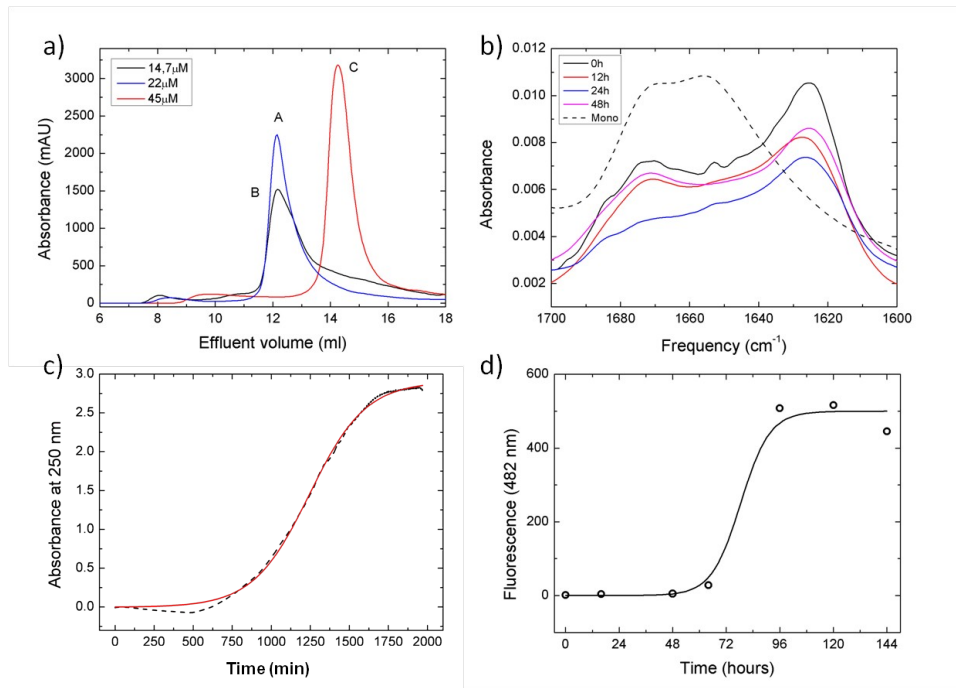 a)
14,7μM
22μM
45μM
A
B
C
Absorbance (mAU)
3000
2500
2000
1500
1000
500
0
6 8 10 12 14 16 18
Effluent volume (ml)
b)
0h
12h
24h
48h
Mono
Absorbance
0.012
0.010
0.008
0.006
0.004
0.002
1700 1680 1660 1640 1620 1600
Frequency (cm⁻¹)
c)
Absorbance at 250 nm
3.0
2.5
2.0
1.5
1.0
0.5
0.0
0 250 500 750 1000 1250 1500 1750 2000
Time (min)
d)
Fluorescence (482 nm)
600
400
200
0
0 24 48 72 96 120 144
Time (hours)